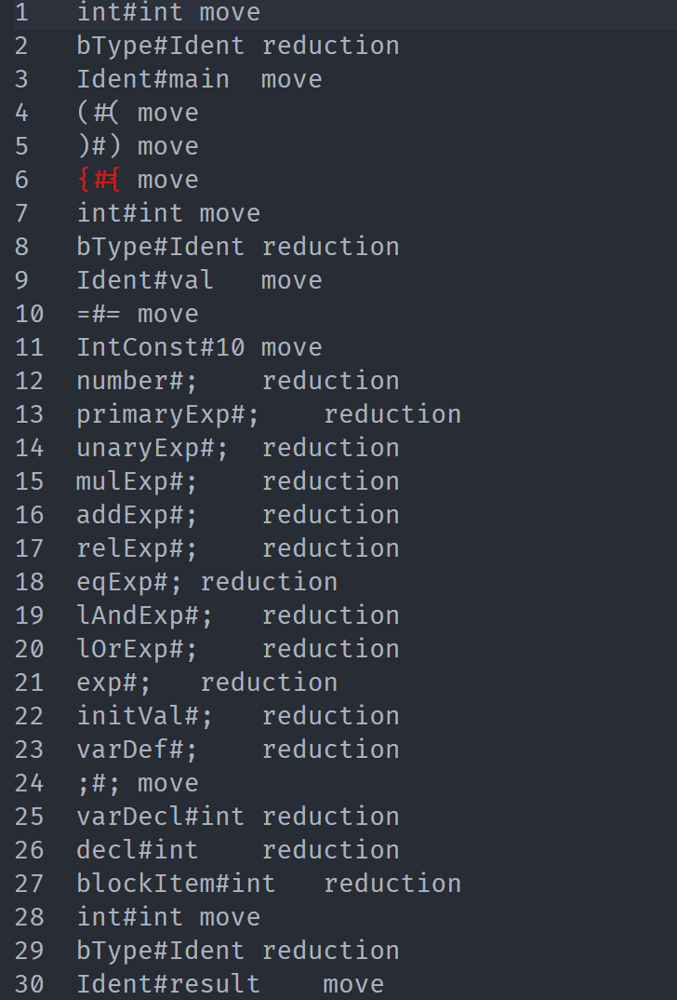 1 int#int move
2 bType#Ident reduction
3 Ident#main move
4 (#( move
5 )#) move
6 {#{ move
7 int#int move
8 bType#Ident reduction
9 Ident#val move
10 =#= move
11 IntConst#10 move
12 number#; reduction
13 primaryExp#; reduction
14 unaryExp#; reduction
15 mulExp#; reduction
16 addExp#; reduction
17 relExp#; reduction
18 eqExp#; reduction
19 lAndExp#; reduction
20 lOrExp#; reduction
21 exp#; reduction
22 initVal#; reduction
23 varDef#; reduction
24 ;#; move
25 varDecl#int reduction
26 decl#int reduction
27 blockItem#int reduction
28 int#int move
29 bType#Ident reduction
30 Ident#result move